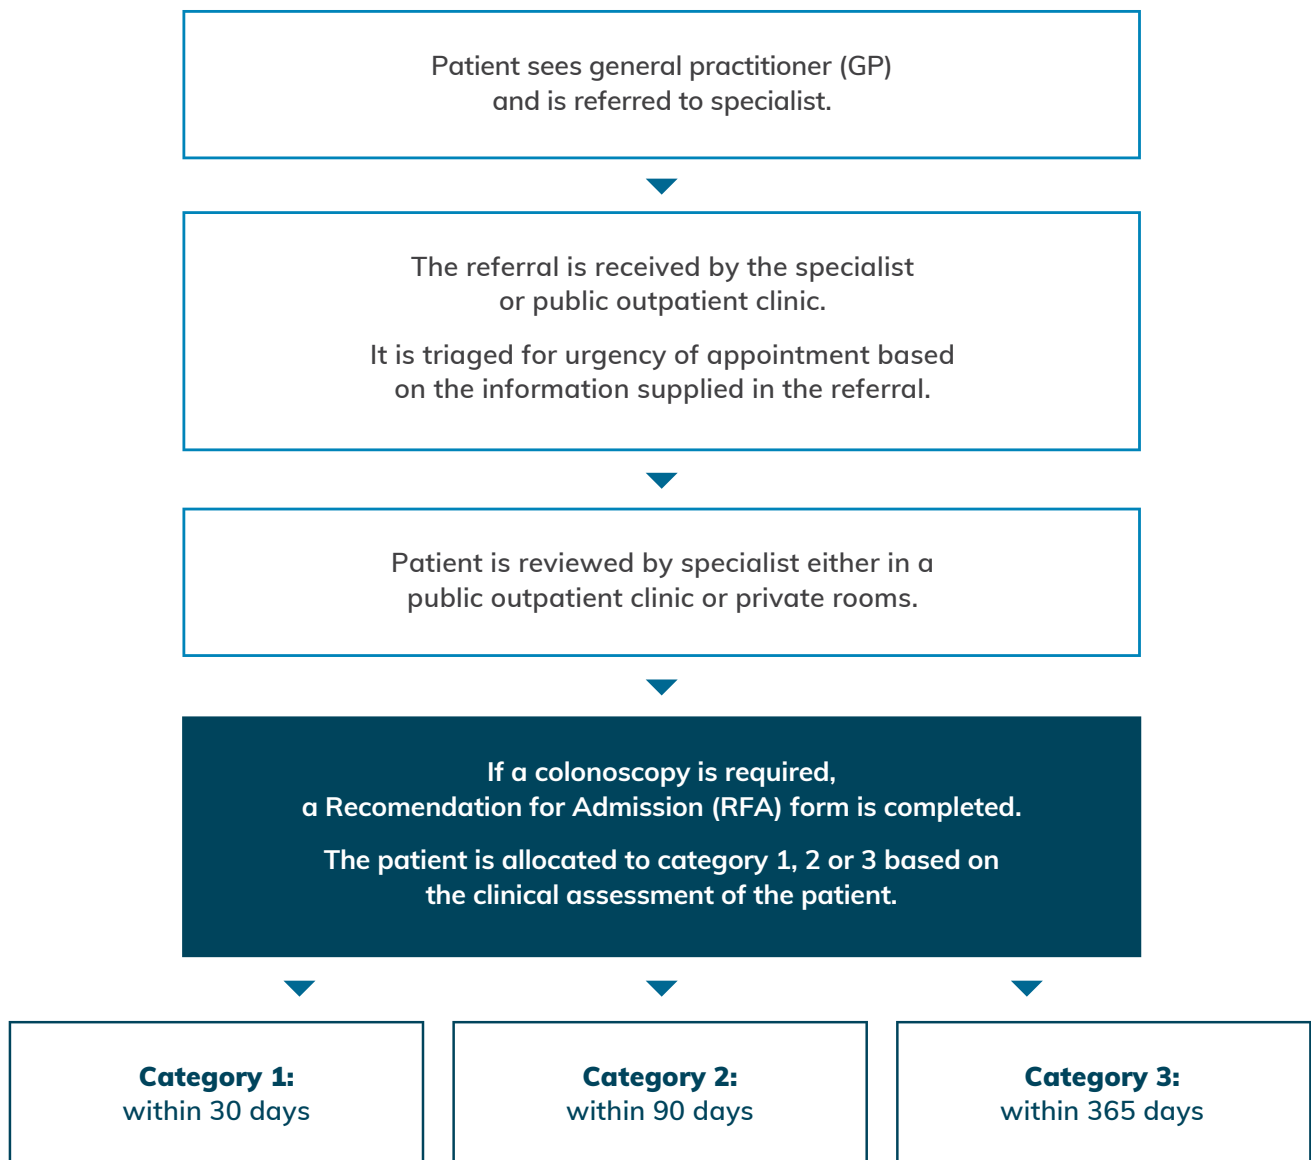 Patient sees general practitioner (GP)
and is referred to specialist.
The referral is received by the specialist
or public outpatient clinic.
It is triaged for urgency of appointment based
on the information supplied in the referral.
Patient is reviewed by specialist either in a
public outpatient clinic or private rooms.
If a colonoscopy is required,
a Recomendation for Admission (RFA) form is completed.
The patient is allocated to category 1, 2 or 3 based on
the clinical assessment of the patient.
Category 1:
within 30 days
Category 2:
within 90 days
Category 3:
within 365 days